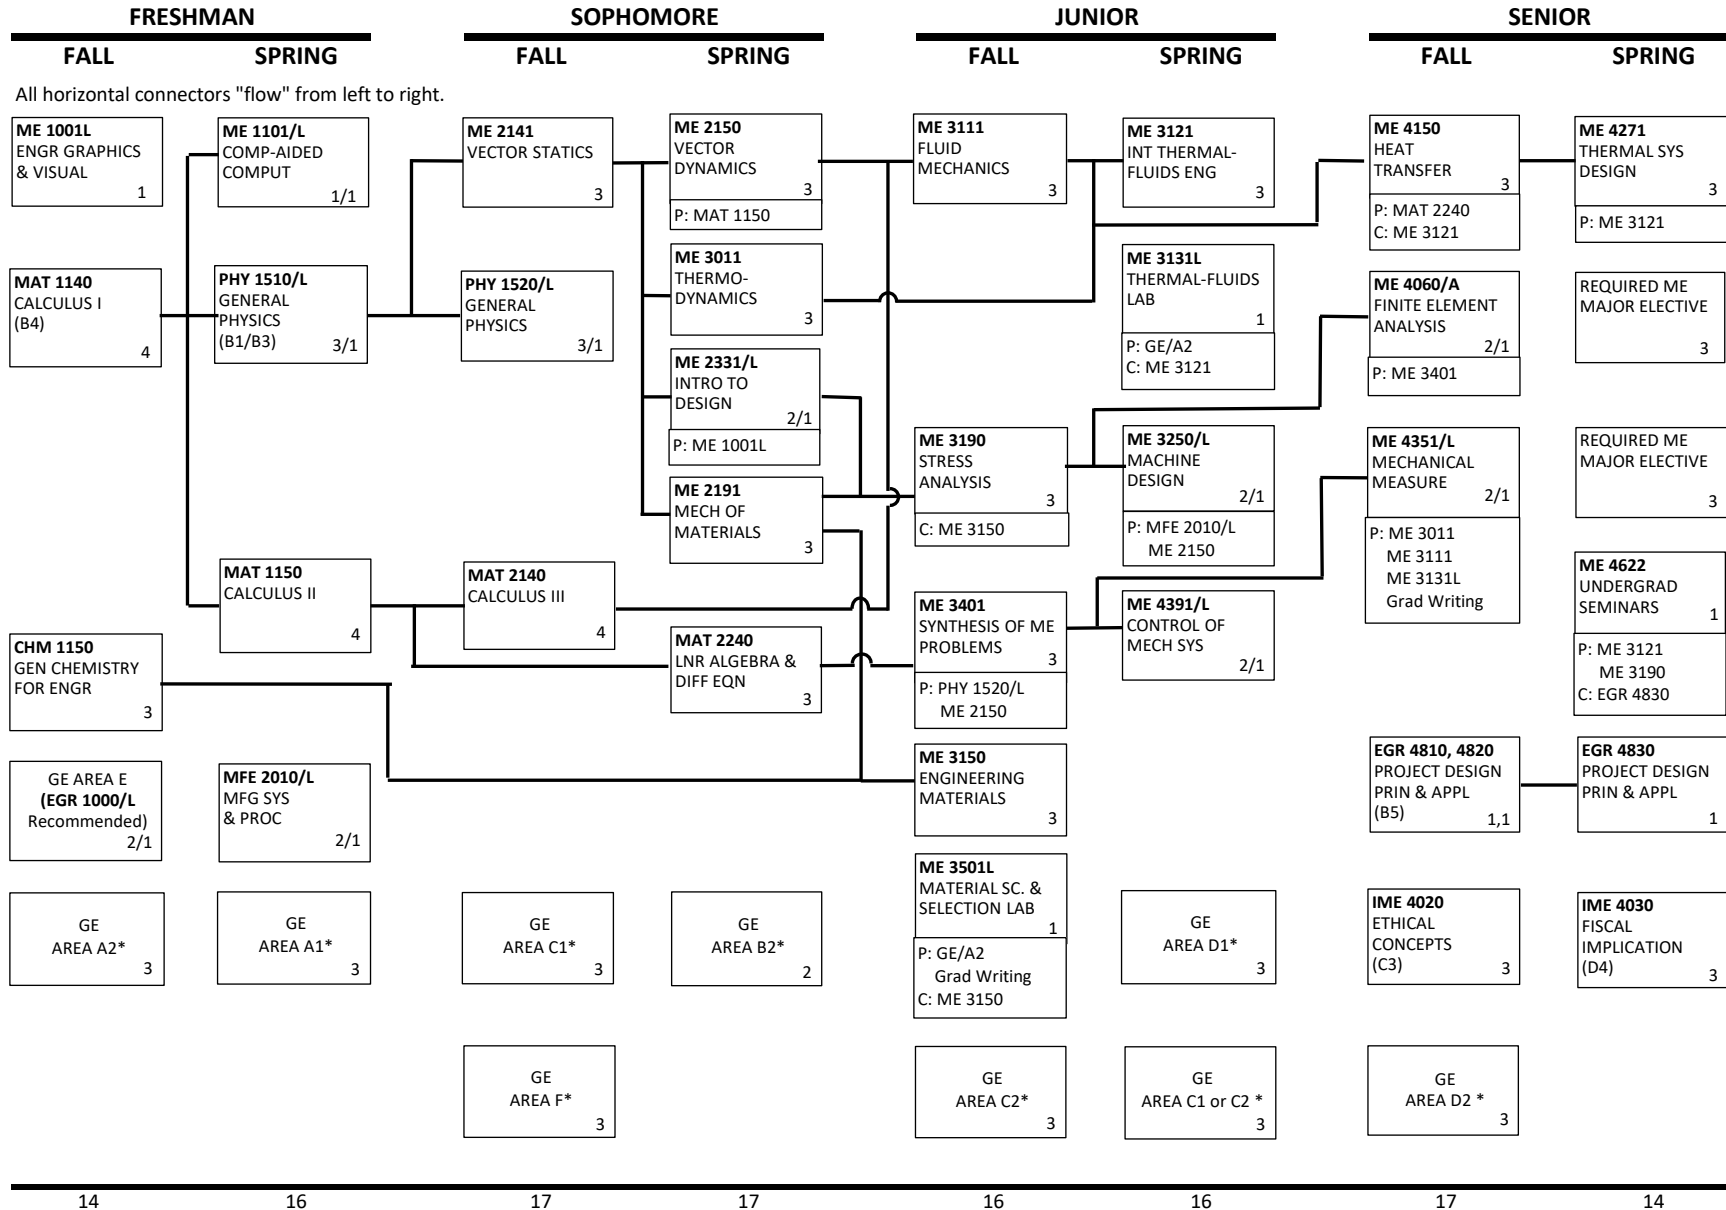 FRESHMAN
SOPHOMORE
JUNIOR
SENIOR
FALL
SPRING
FALL
SPRING
FALL
SPRING
FALL
SPRING
All horizontal connectors "flow" from left to right.
ME 1001L
ENGR GRAPHICS
& VISUAL
1
MAT 1140
CALCULUS I
(B4)
4
CHM 1150
GEN CHEMISTRY
FOR ENGR
3
GE AREA E
(EGR 1000/L
Recommended)
2/1
GE
AREA A2*
3
14
ME 1101/L
COMP-AIDED
COMPUT
1/1
PHY 1510/L
GENERAL
PHYSICS
(B1/B3)
3/1
MAT 1150
CALCULUS II
4
MFE 2010/L
MFG SYS
& PROC
2/1
GE
AREA A1*
3
16
ME 2141
VECTOR STATICS
3
PHY 1520/L
GENERAL
PHYSICS
3/1
MAT 2140
CALCULUS III
4
GE
AREA C1*
3
GE
AREA F*
3
17
ME 2150
VECTOR
DYNAMICS
3
P: MAT 1150
ME 3011
THERMO-
DYNAMICS
3
ME 2331/L
INTRO TO
DESIGN
2/1
P: ME 1001L
ME 2191
MECH OF
MATERIALS
3
MAT 2240
LNR ALGEBRA &
DIFF EQN
3
GE
AREA B2*
2
17
ME 3111
FLUID
MECHANICS
3
ME 3190
STRESS
ANALYSIS
3
C: ME 3150
ME 3401
SYNTHESIS OF ME
PROBLEMS
3
P: PHY 1520/L
ME 2150
ME 3150
ENGINEERING
MATERIALS
3
ME 3501L
MATERIAL SC. &
SELECTION LAB
1
P: GE/A2
Grad Writing
C: ME 3150
GE
AREA C2*
3
16
ME 3121
INT THERMAL-
FLUIDS ENG
3
ME 3131L
THERMAL-FLUIDS
LAB
1
P: GE/A2
C: ME 3121
ME 3250/L
MACHINE
DESIGN
2/1
P: MFE 2010/L
ME 2150
ME 4391/L
CONTROL OF
MECH SYS
2/1
GE
AREA D1*
3
GE
AREA C1 or C2 *
3
16
ME 4150
HEAT
TRANSFER
3
P: MAT 2240
C: ME 3121
ME 4060/A
FINITE ELEMENT
ANALYSIS
2/1
P: ME 3401
ME 4351/L
MECHANICAL
MEASURE
2/1
P: ME 3011
ME 3111
ME 3131L
Grad Writing
EGR 4810, 4820
PROJECT DESIGN
PRIN & APPL
(B5)
1,1
IME 4020
ETHICAL
CONCEPTS
(C3)
3
GE
AREA D2 *
3
17
ME 4271
THERMAL SYS
DESIGN
3
P: ME 3121
REQUIRED ME
MAJOR ELECTIVE
3
REQUIRED ME
MAJOR ELECTIVE
3
ME 4622
UNDERGRAD
SEMINARS
1
P: ME 3121
ME 3190
C: EGR 4830
EGR 4830
PROJECT DESIGN
PRIN & APPL
1
IME 4030
FISCAL
IMPLICATION
(D4)
3
14